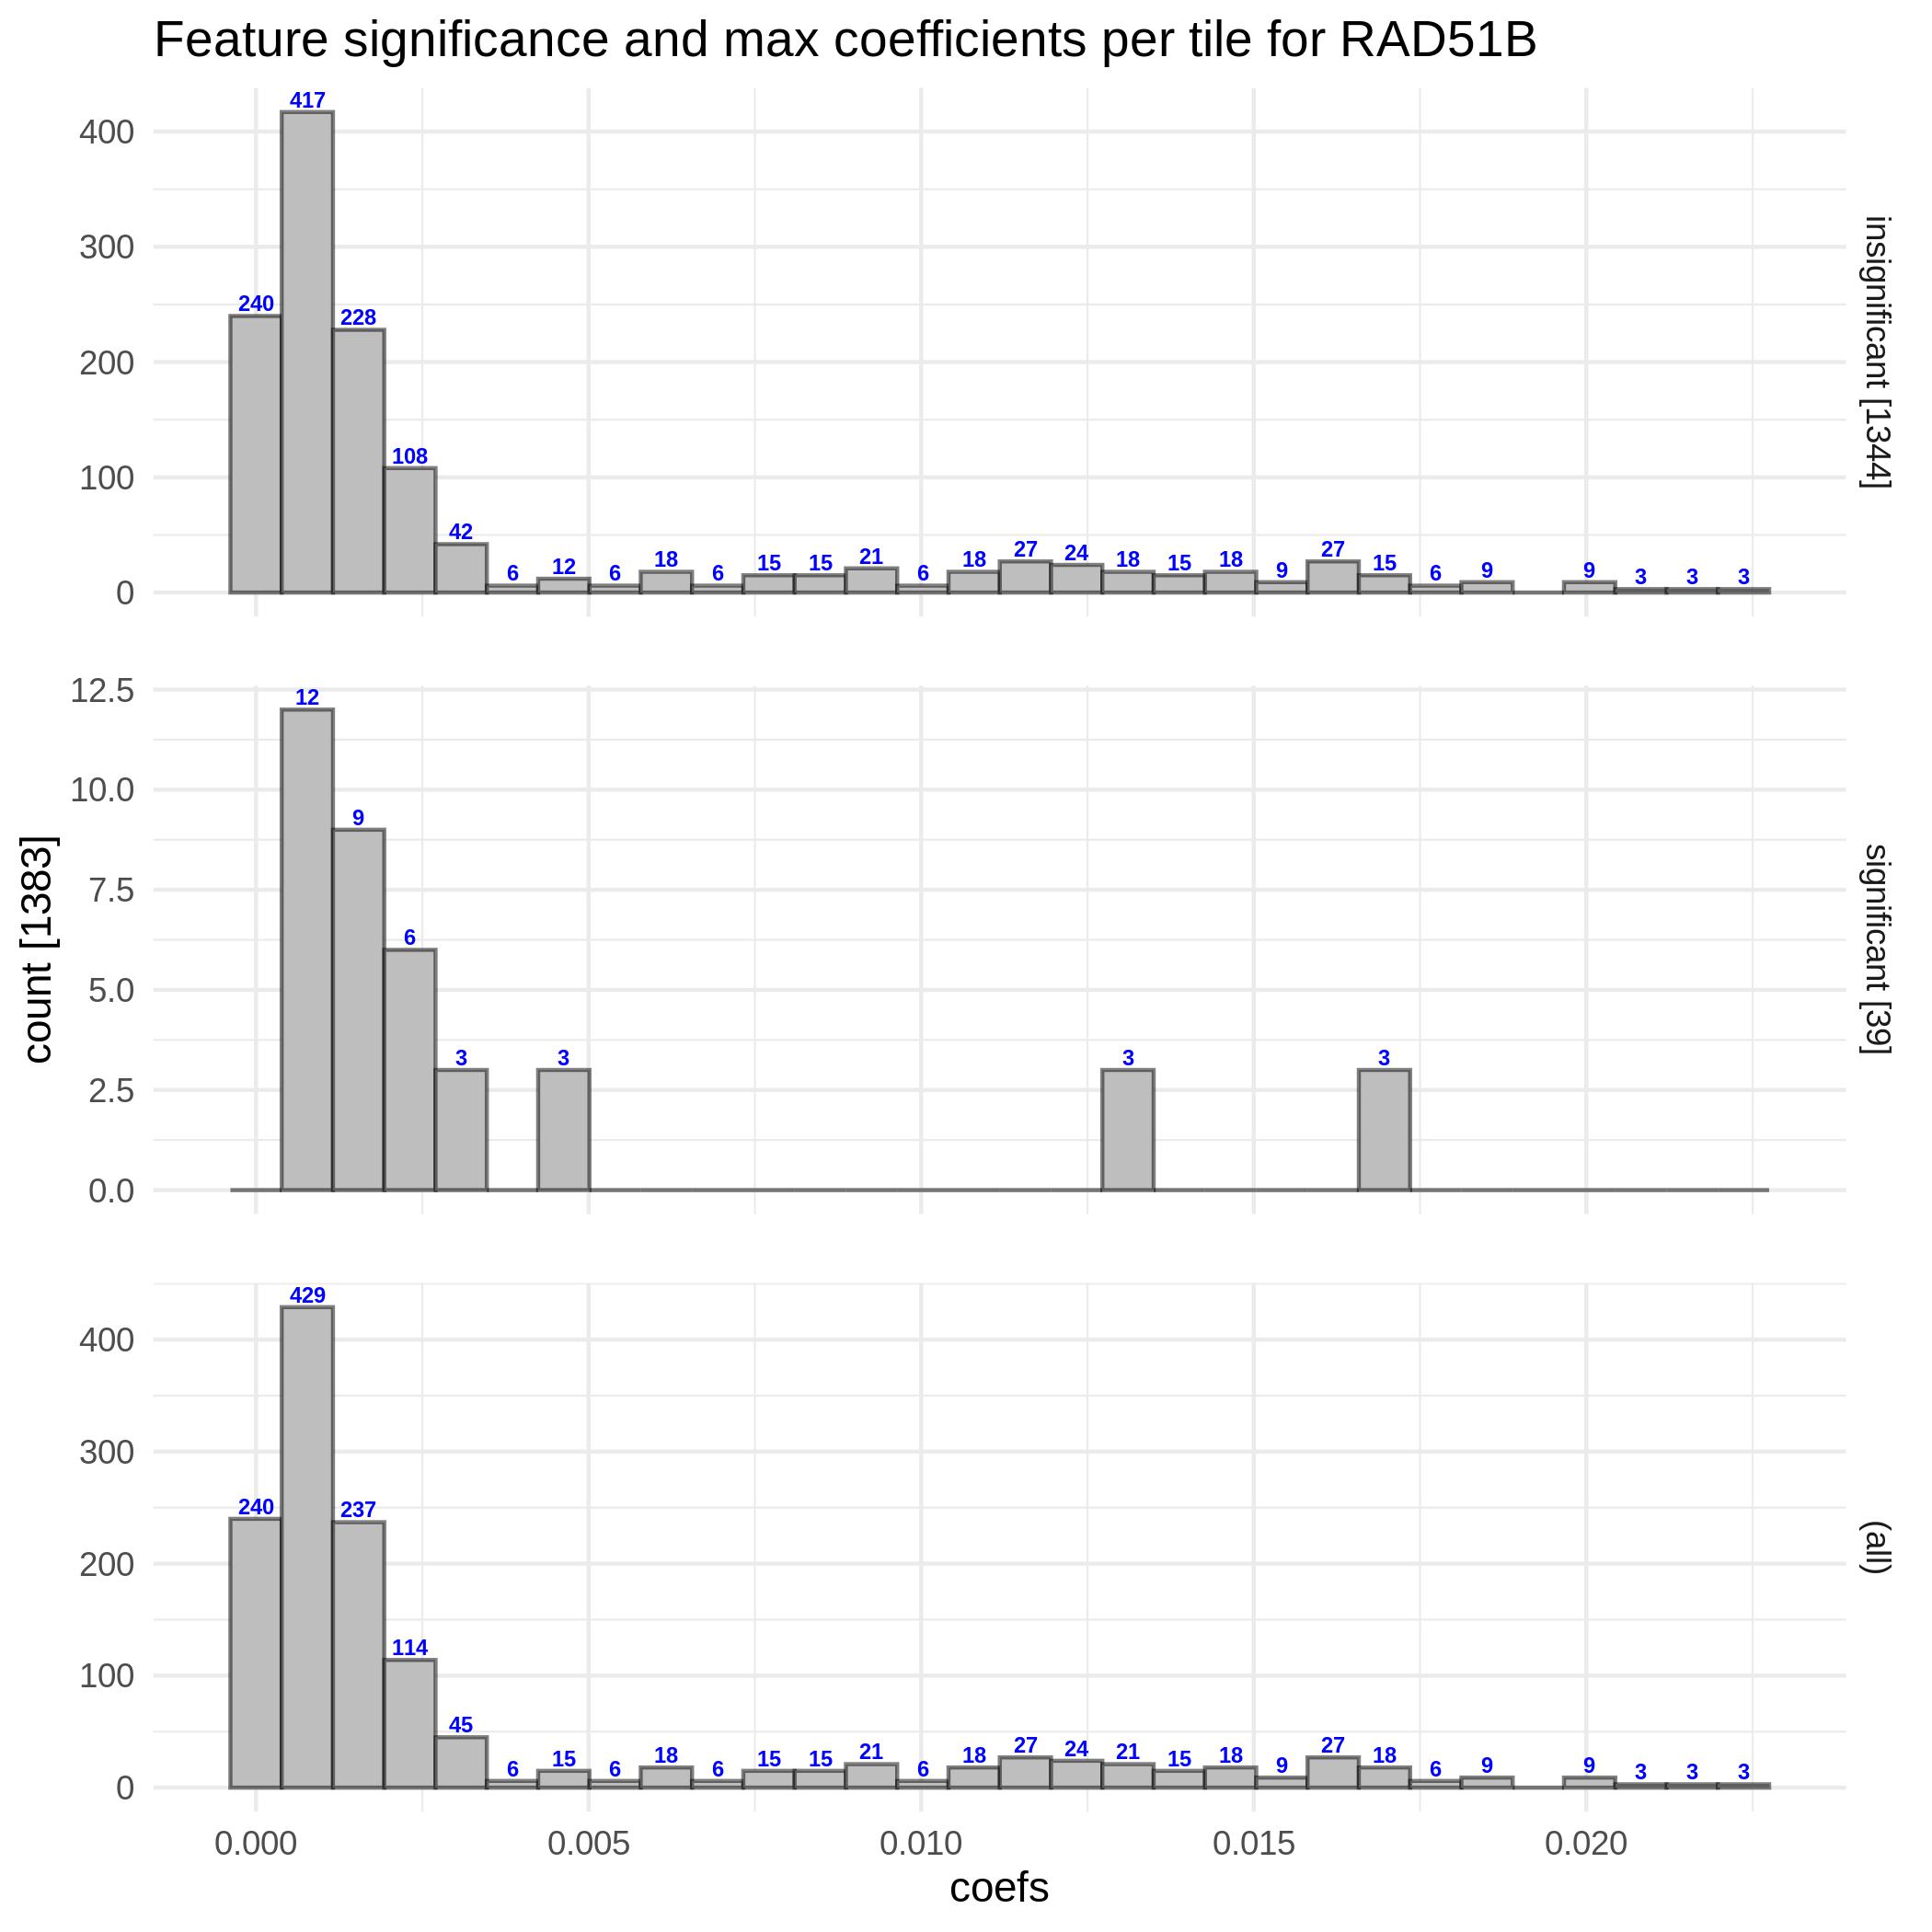 Feature significance and max coefficients per tile for RAD51B
417
400
300
240
228
200
108
100
42
6 12 6 18 6 15 15 21 6 18 27 24 18 15 18 9 27 15 6 9 9 3 3 3
0
insignificant [1344]
12.5
12
10.0
9
7.5
6
5.0
3 3 3 3
2.5
0.0
significant [39]
count [1383]
429
400
300
240
237
200
114
100
45
6 15 6 18 6 15 15 21 6 18 27 24 21 15 18 9 27 18 6 9 9 3 3 3
0
(all)
0.000 0.005 0.010 0.015 0.020
coefs